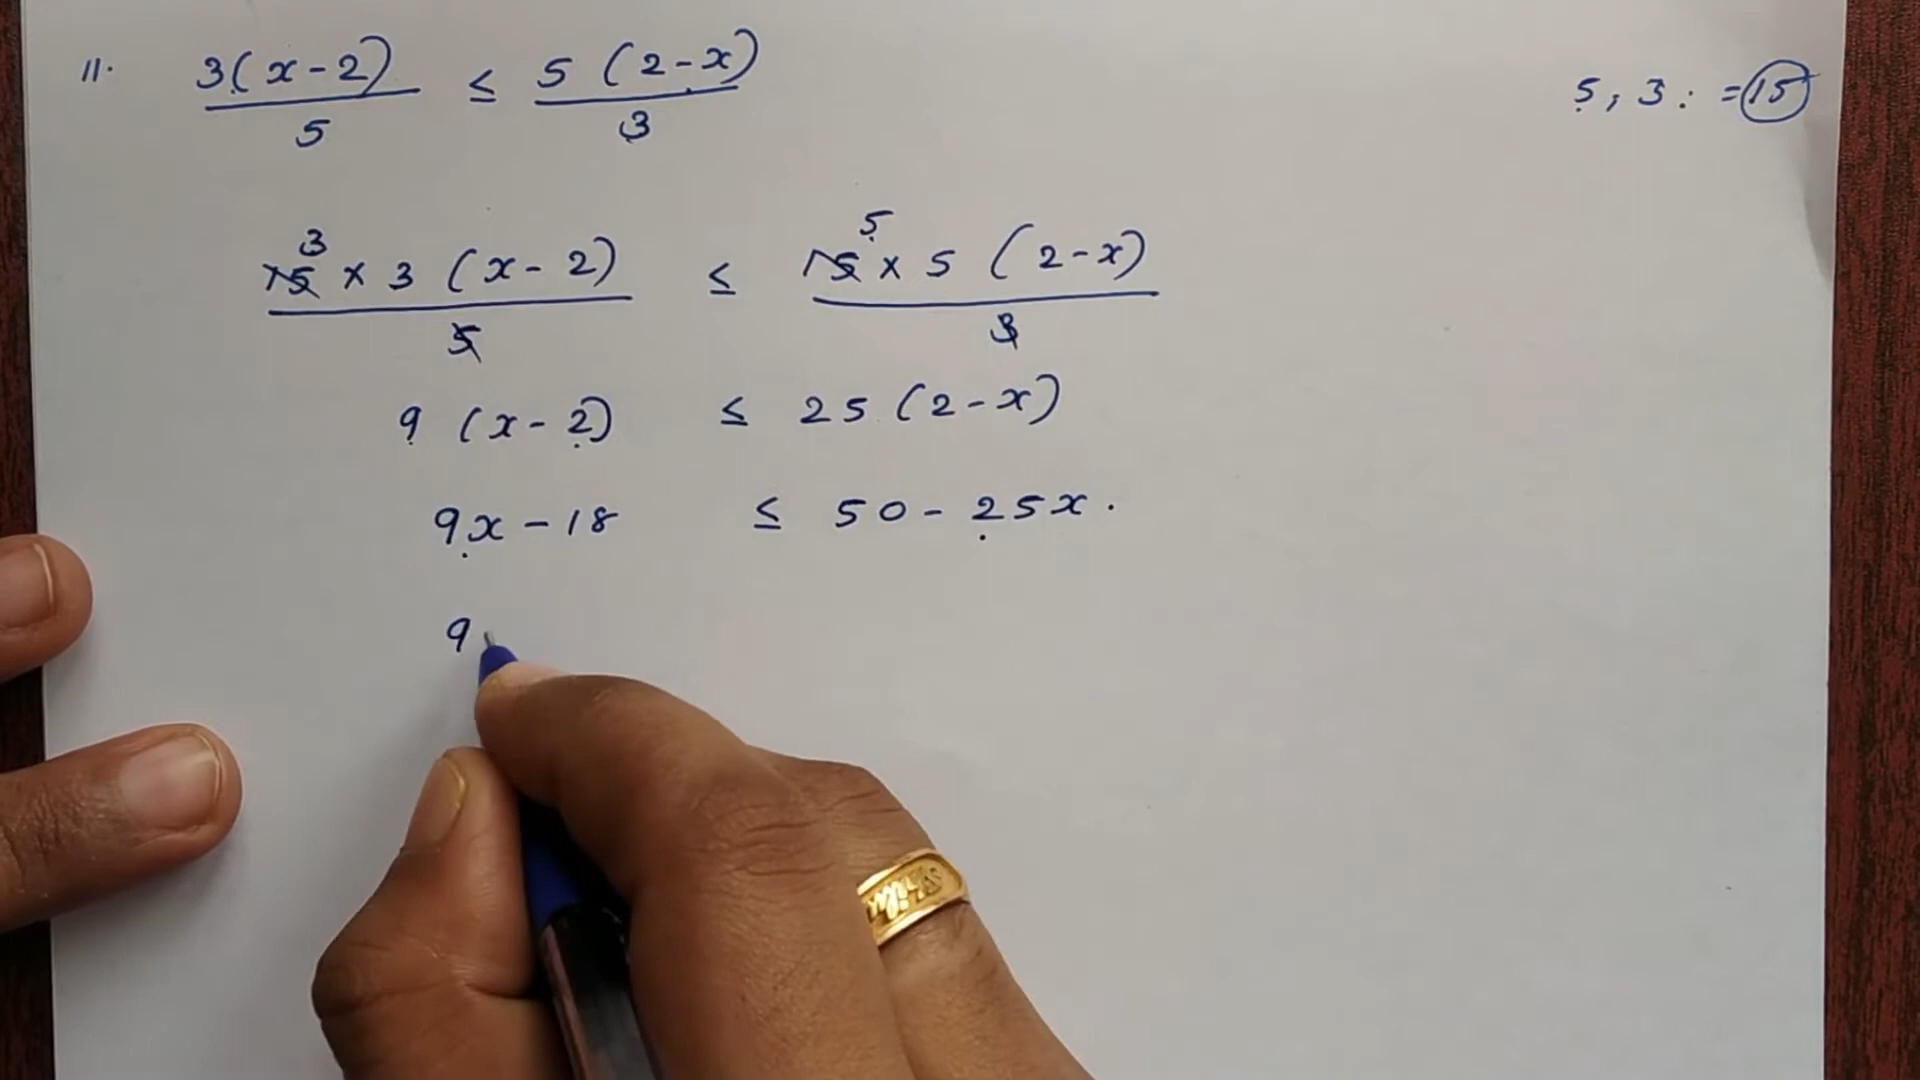 11. 3(x-2)/5 ≤ 5(2-x)/3
5, 3 : = 15
3 5
15 × 3 (x-2)/5 ≤ 15 × 5 (2-x)/3
9 (x-2) ≤ 25 (2-x)
9x - 18 ≤ 50 - 25x.
9